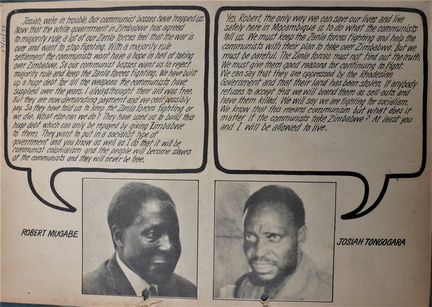 Josiah, we're in trouble. Our communist bosses have trapped us.
Now that the white government in Zimbabwe has agreed
to majority rule a lot of our Zanla forces feel that the war is
over and want to stop fighting. With a majority rule
settlement the communists won't have a hope in hell of taking
over Zimbabwe. So our communist bosses want us to reject
majority rule and keep the Zanla forces fighting. We have built
up a huge debt for all the weapons the communists have
supplied over the years. I always thought their aid was free,
but they are now demanding payment and we can't possibly
pay. So they have told us to keep the Zanla forces fighting or
we die. What else can we do? They have used us to build this
huge debt which can only be repayed by giving Zimbabwe
to them. They want to put in a socialist type of
government and you know as well as I do that it will be
communist colonialism and the people will become slaves
of the communists and they will never be free.
Yes, Robert, the only way we can save our lives and live
safely here in Mocambique is to do what the communists
tell us. We must keep the Zanla forces fighting and help the
communists with their plan to take over Zimbabwe. But we
must be careful. The Zanla forces must not find out the truth.
We must give them good reasons for continuing to fight.
We can say that they are oppressed by the Rhodesian
Government and that their land has been stolen. If anybody
refuses to accept this we will brand them as sell outs and
have them killed. We will say we are fighting for socialism.
We know that this means communism but what does it
matter if the communists take Zimbabwe? At least you
and I will be allowed to live.
ROBERT MUGABE
JOSIAH TONGOGARA